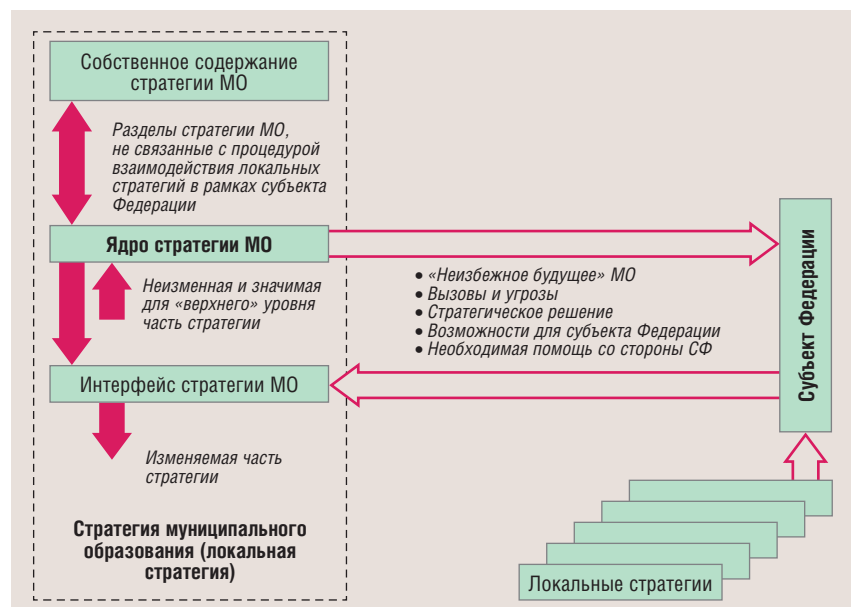 Собственное содержание
стратегии МО
Разделы стратегии МО,
не связанные с процедурой
взаимодействия локальных
стратегий в рамках субъекта
Федерации
Ядро стратегии МО
Неизменная и значимая
для «верхнего» уровня
часть стратегии
• «Неизбежное будущее» МО
• Вызовы и угрозы
• Стратегическое решение
• Возможности для субъекта Федерации
• Необходимая помощь со стороны СФ
Субъект Федерации
Интерфейс стратегии МО
Изменяемая часть
стратегии
Стратегия муниципального
образования (локальная
стратегия)
Локальные стратегии